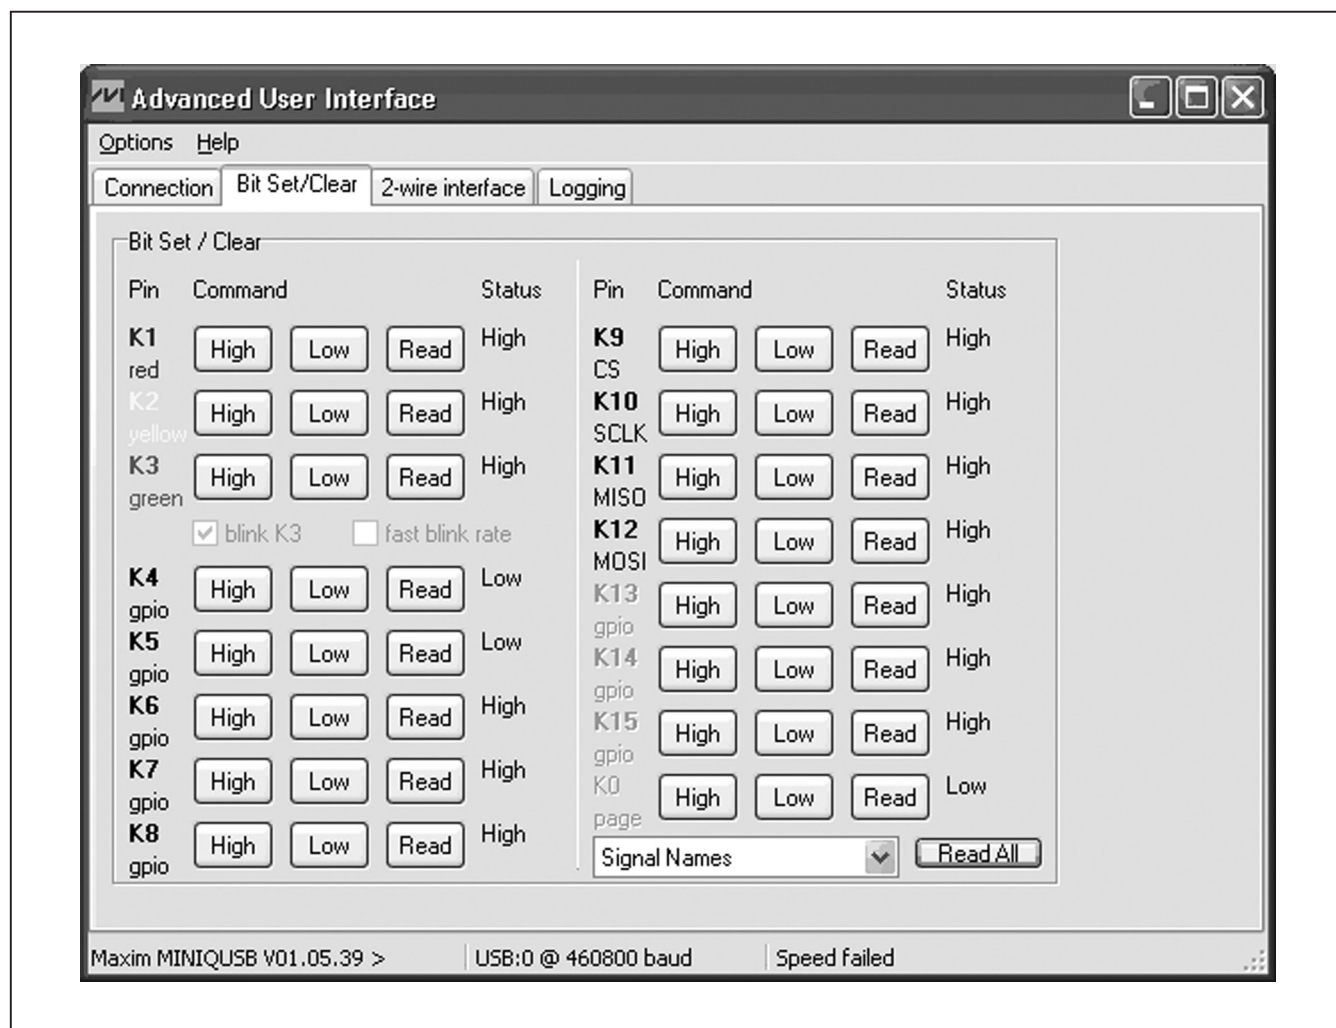 Advanced User Interface
Options Help
Connection Bit Set/Clear 2-wire interface Logging
Bit Set / Clear
Pin Command Status
K1 High Low Read High
red
K2 High Low Read High
yellow
K3 High Low Read High
green
blink K3 fast blink rate
K4 High Low Read Low
gpio
K5 High Low Read Low
gpio
K6 High Low Read High
gpio
K7 High Low Read High
gpio
K8 High Low Read High
gpio
Pin Command Status
K9 High Low Read High
CS
K10 High Low Read High
SCLK
K11 High Low Read High
MISO
K12 High Low Read High
MOSI
K13 High Low Read High
gpio
K14 High Low Read High
gpio
K15 High Low Read High
gpio
K0 High Low Read Low
page
Signal Names Read All
Maxim MINIQUSB V01.05.39 > USB:0 @ 460800 baud Speed failed